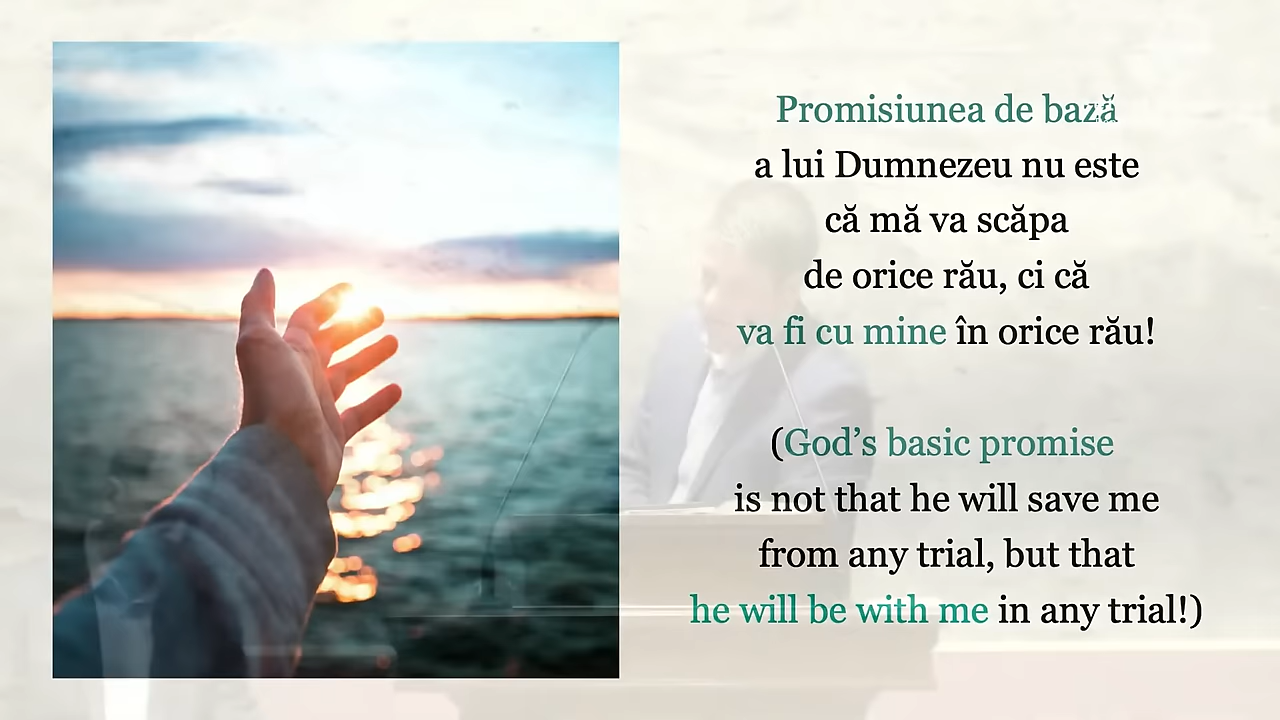 Promisiunea de bază
a lui Dumnezeu nu este
că mă va scăpa
de orice rău, ci că
va fi cu mine în orice rău!
(God’s basic promise
is not that he will save me
from any trial, but that
he will be with me in any trial!)